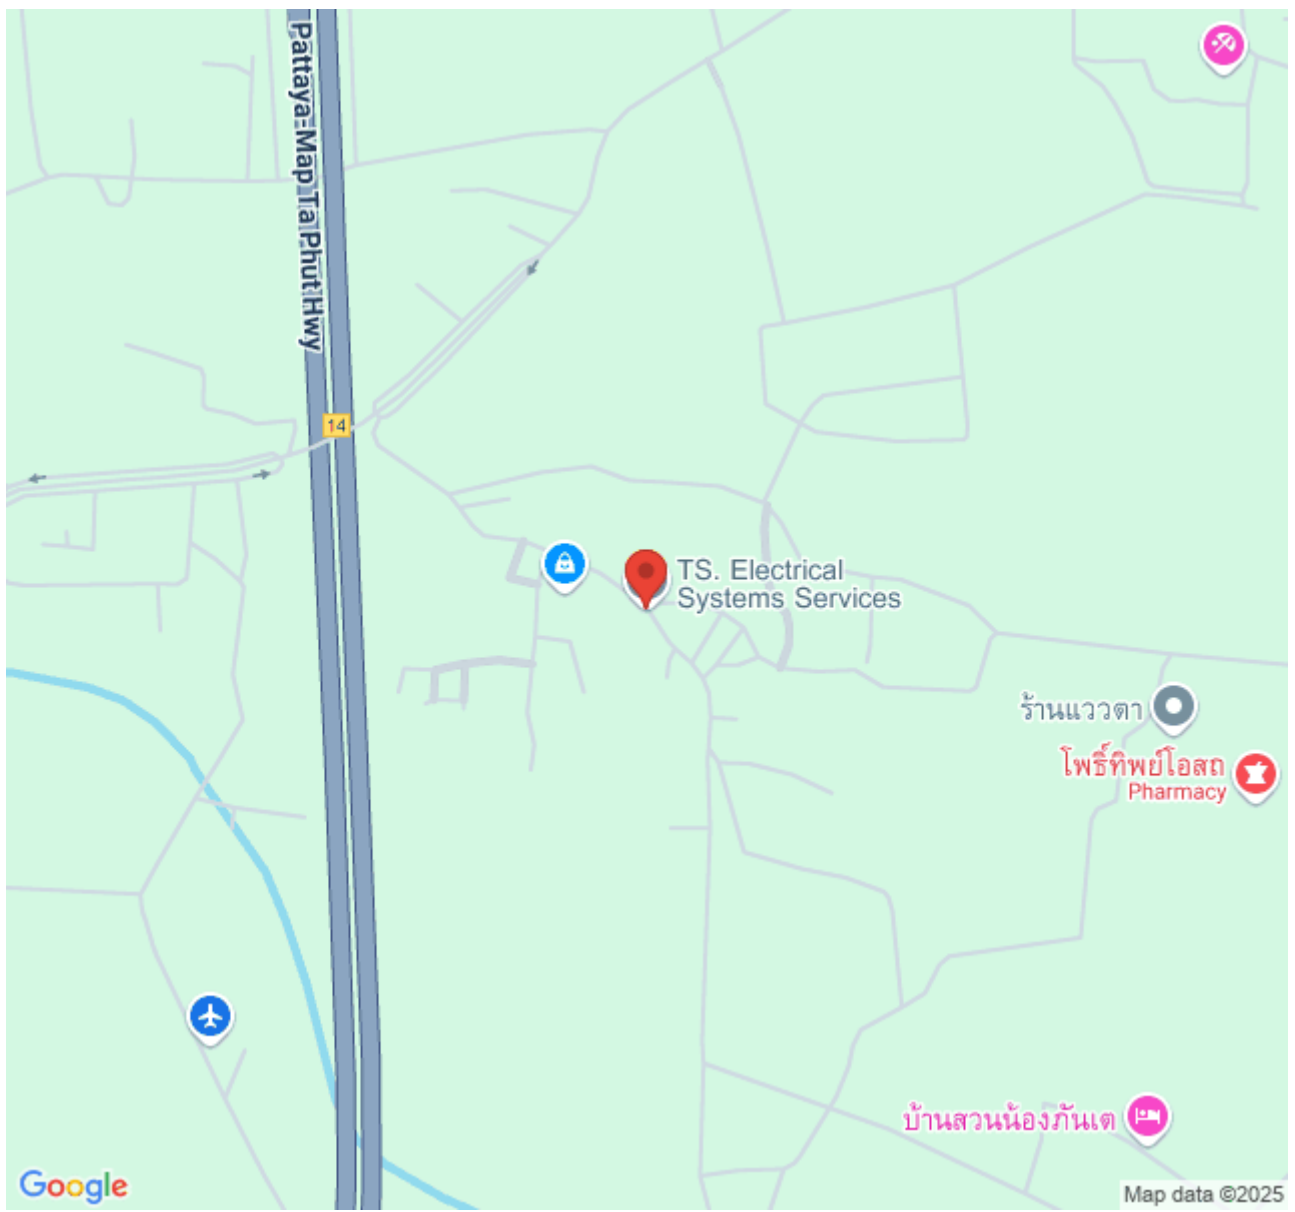 Pattaya-Map Ta Phut Hwy
14
TS. Electrical
Systems Services
ร้านแววตา
โพธิ์ทิพย์โอสถ
Pharmacy
บ้านสวนน้องภันเต
Google
Map data ©2025